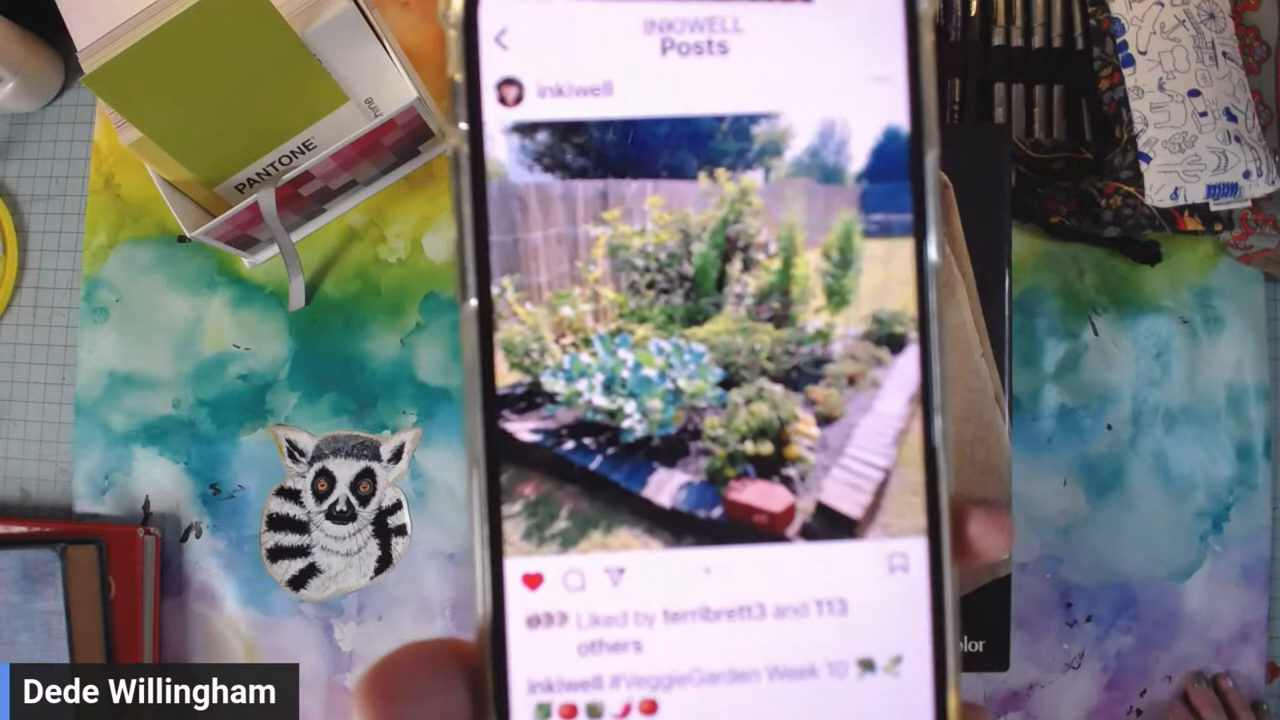 INKIWELL
Posts
inkiwell
PANTONE
Liked by terribrett3 and 113
others
inkiwell #VeggieGarden Week 10
Dede Willingham